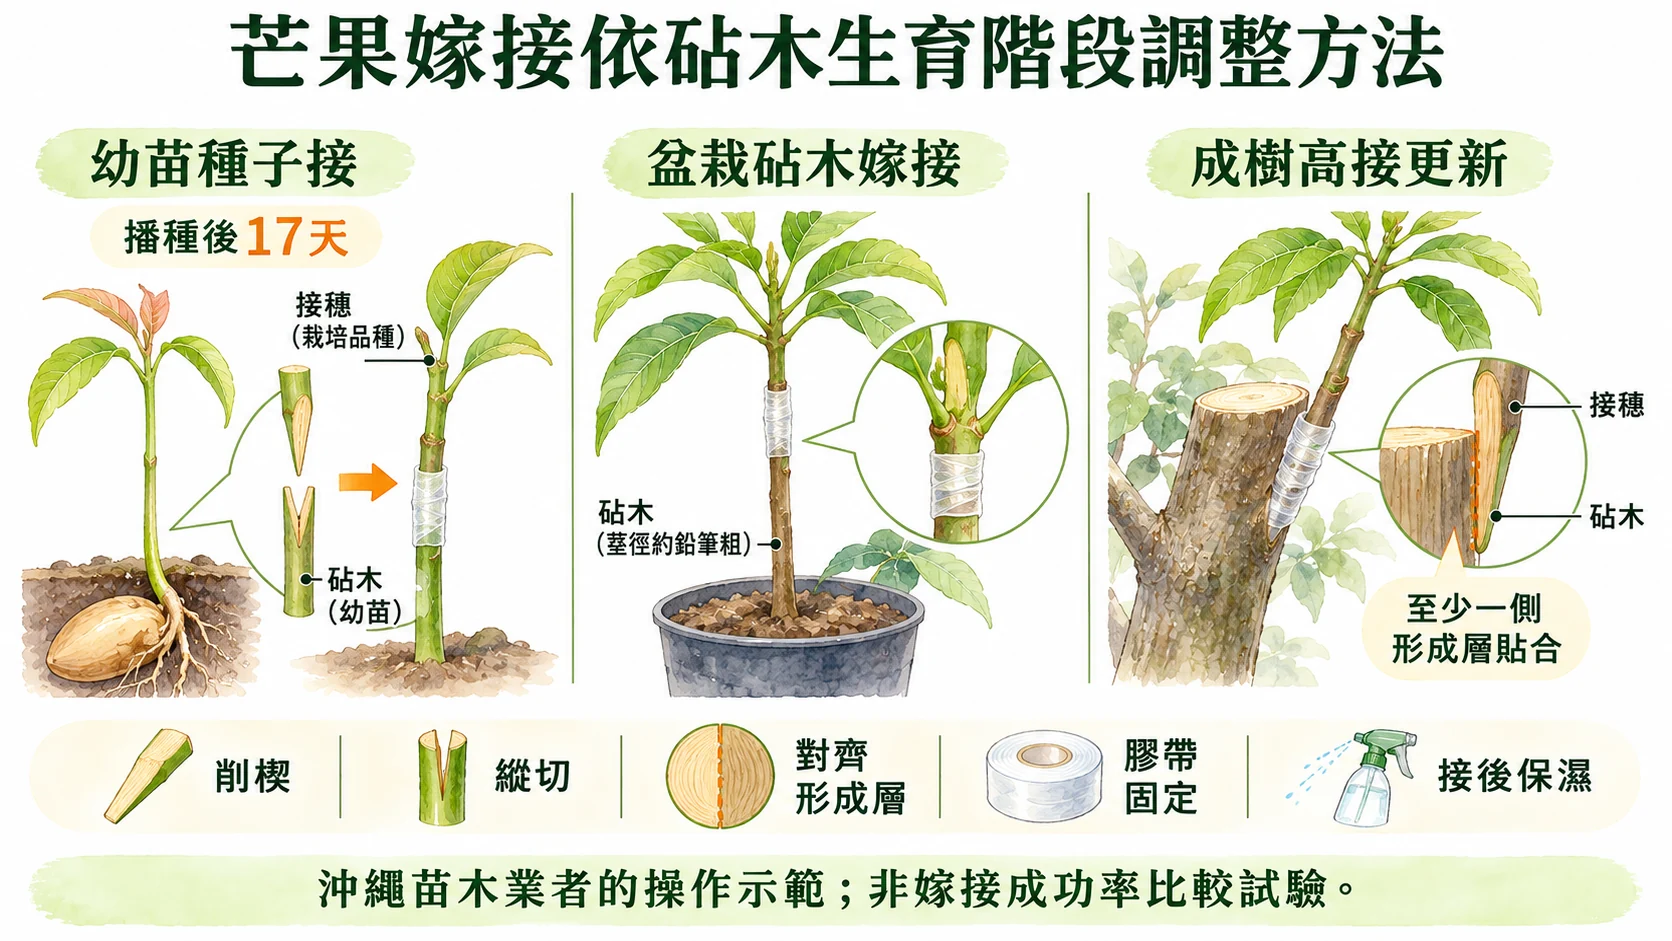 芒果嫁接依砧木生育階段調整方法
幼苗種子接
播種後17天
接穗
（栽培品種）
砧木
（幼苗）
盆栽砧木嫁接
砧木
（莖徑約鉛筆粗）
成樹高接更新
接穗
砧木
至少一側
形成層貼合
削楔
縱切
對齊
形成層
膠帶
固定
接後保濕
沖繩苗木業者的操作示範；非嫁接成功率比較試驗。